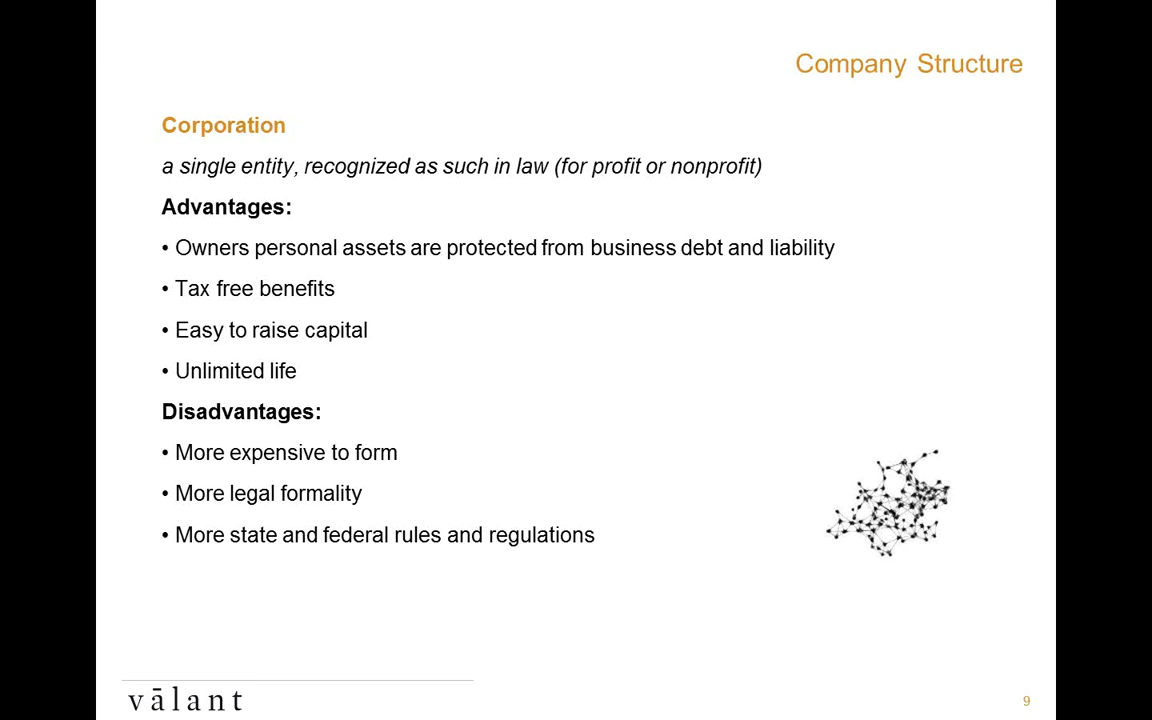 Company Structure
Corporation
a single entity, recognized as such in law (for profit or nonprofit)
Advantages:
• Owners personal assets are protected from business debt and liability
• Tax free benefits
• Easy to raise capital
• Unlimited life
Disadvantages:
• More expensive to form
• More legal formality
• More state and federal rules and regulations
vālant
9